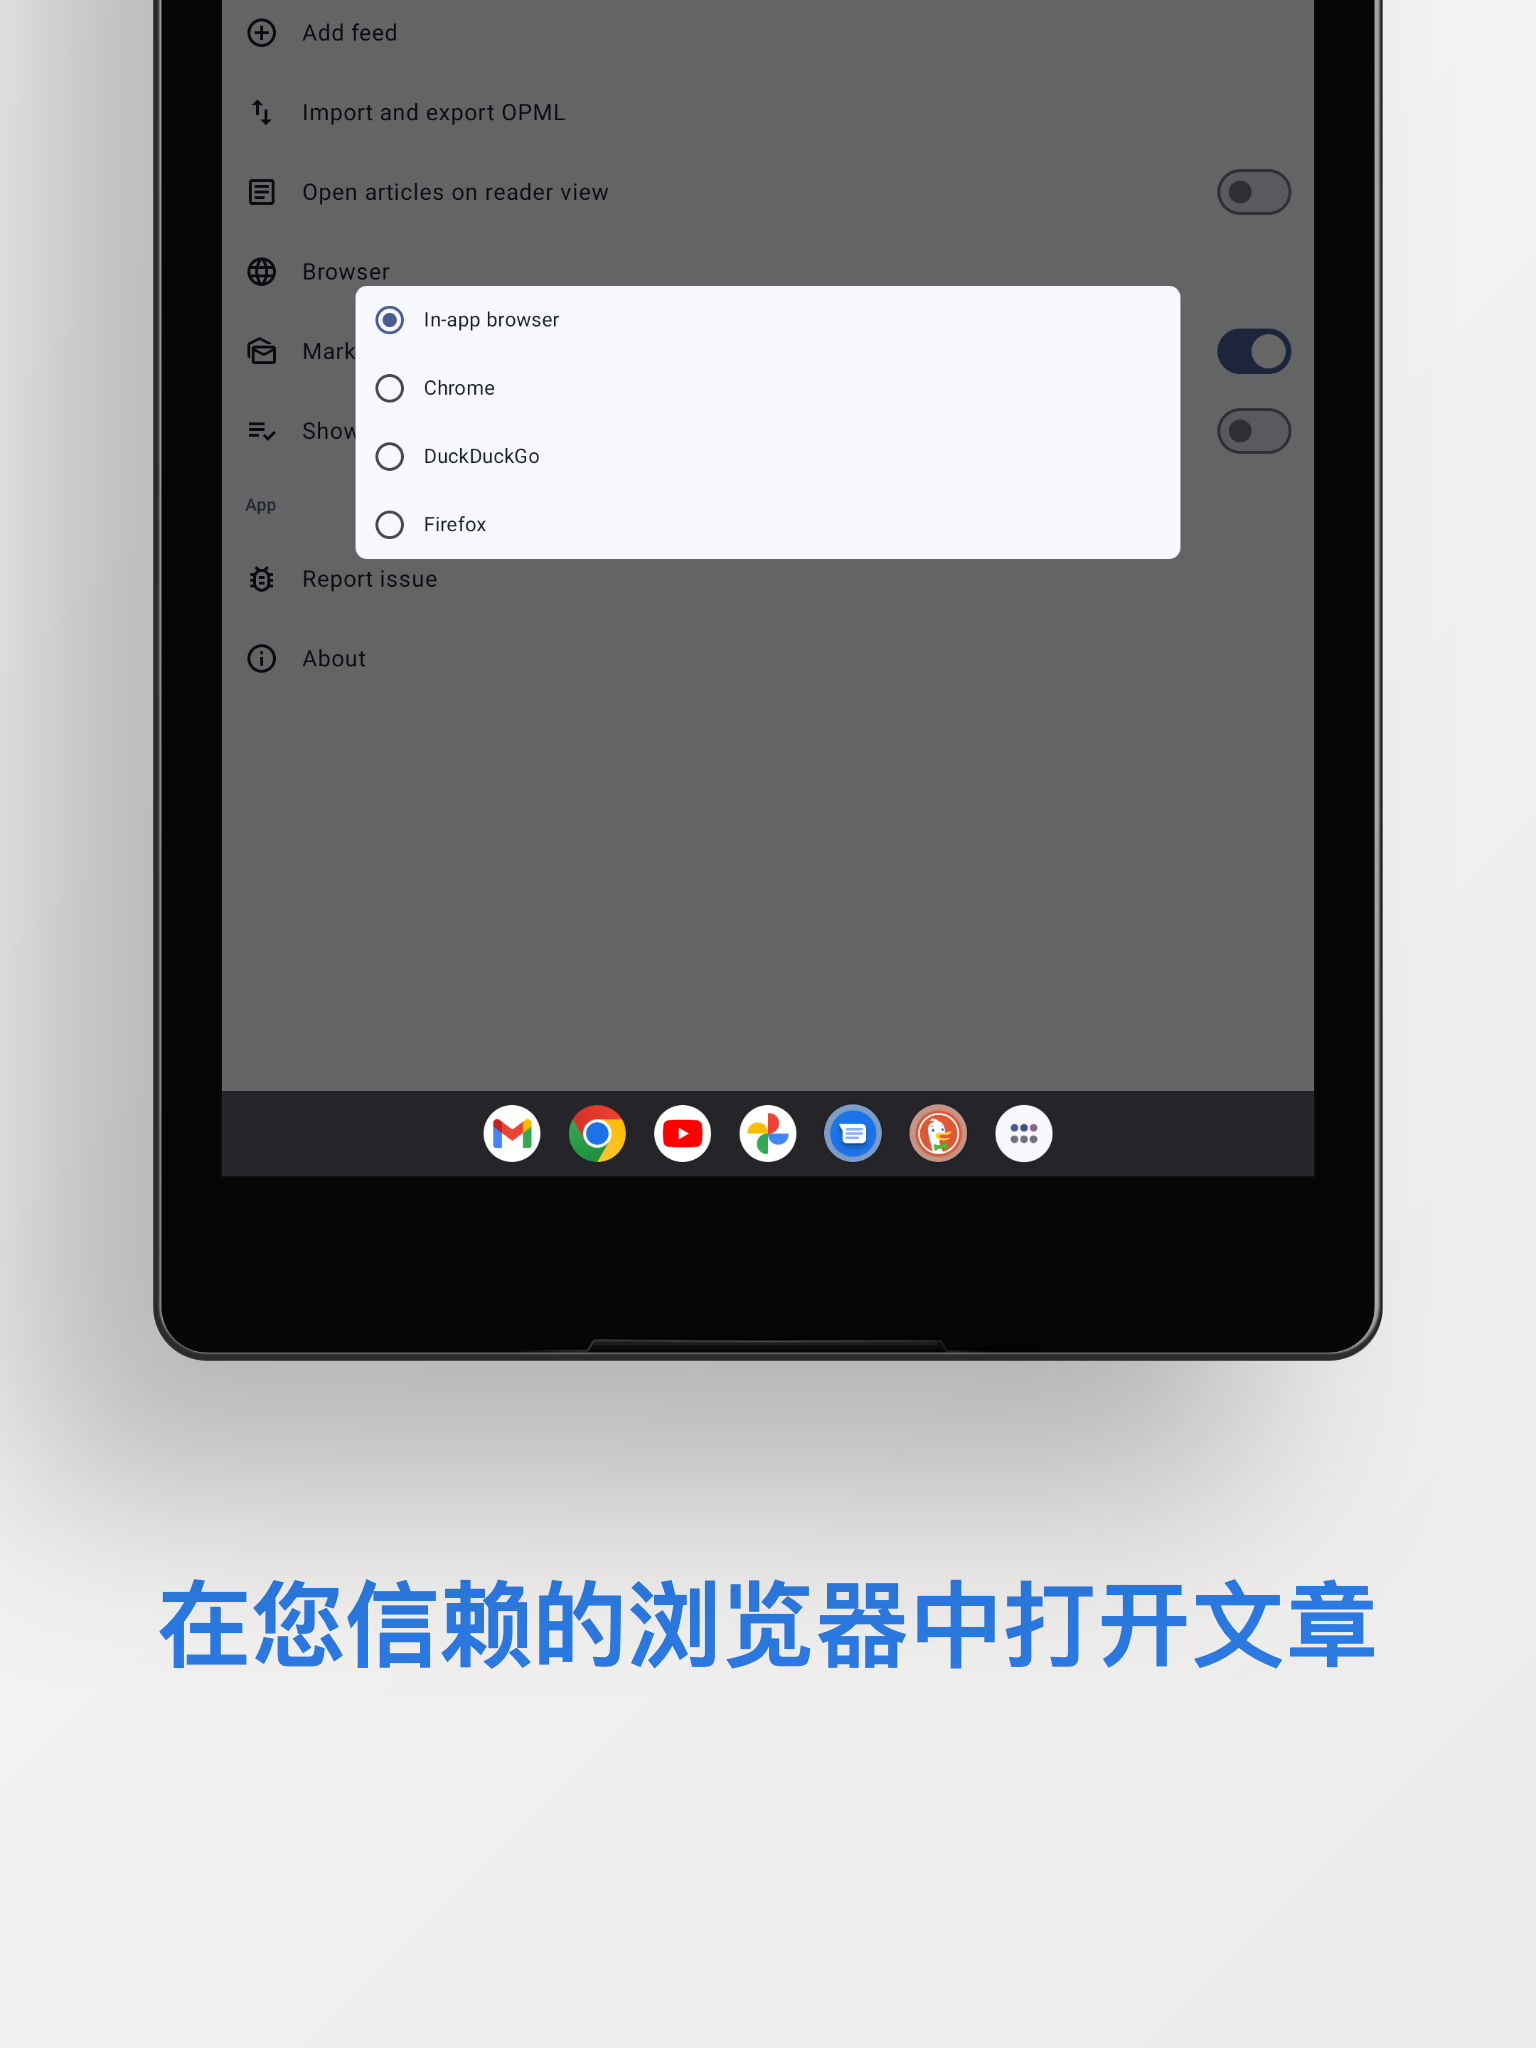 Add feed
Import and export OPML
Open articles on reader view
Browser
In-app browser
Mark
Chrome
Show
DuckDuckGo
App
Firefox
Report issue
About
在您信赖的浏览器中打开文章